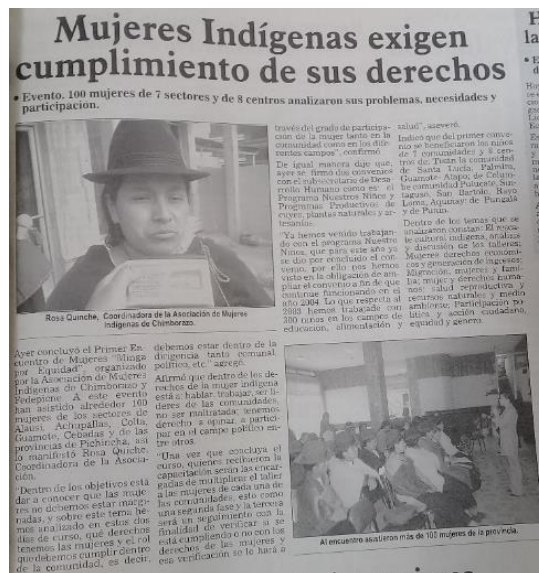 Mujeres Indígenas exigen
cumplimiento de sus derechos
• Evento. 100 mujeres de 7 sectores y de 8 centros analizaron sus problemas, necesidades y
participación.
Rosa Quinche, Coordinadora de la Asociación de Mujeres
Indígenas de Chimborazo.
Ayer concluyó el Primer En-
cuentro de Mujeres "Minga
por Equidad", organizado
por la Asociación de Mujeres
Indígenas de Chimborazo y
Fedepicne. A este evento
han asistido alrededor 100
mujeres de los sectores de
Alausí, Achupallas, Colta,
Guamote, Cebadas y de las
provincias de Pichincha, así
lo manifestó Rosa Quiche,
Coordinadora de la Asocia-
ción.
"Dentro de los objetivos está
dar a conocer que las muje-
res no debemos estar margi-
nadas, y sobre este tema he-
mos analizado en estos dos
días de curso, qué derechos
tenemos las mujeres y el rol
que debemos cumplir dentro
de la comunidad, es decir,
debemos estar dentro de la
dirigencia tanto comunal,
político, etc." agregó.
Afirmó que dentro de los de-
rechos de la mujer indígena
está a: hablar, trabajar, ser lí-
deres de las comunidades,
no ser maltratada; tenemos
derecho a opinar, a partici-
par en el campo político en-
tre otros.
"Una vez que concluya el
curso, quienes recibieron la
capacitación serán las encar-
gadas de multiplicar el taller
a las mujeres de cada una de
las comunidades, esto como
una segunda fase y la tercera
será un seguimiento con la
finalidad de verificar si se
está cumpliendo o no con los
derechos de las mujeres y
esa verificación se lo hará a
través del grado de participa-
ción de la mujer tanto en la
comunidad como en los dife-
rentes campos", confirmó
De igual manera dijo que,
ayer se firmó dos convenios
con el subsecretario de Desa-
rrollo Humano como es: el
Programa Nuestros Niños y
Programas Productivos de
cuyes, plantas naturales y ar-
tesanías.
"Ya hemos venido trabajan-
do con el programa Nuestro
Niños, que para este año ya
se dio por concluido el con-
venio, por ello nos hemos
visto en la obligación de am-
pliar el convenio a fin de que
continúe funcionando en el
año 2004. Lo que respecta al
2003 hemos trabajado con
300 niños en los campos de
educación, alimentación y
salud", aseveró.
Indicó que del primer conve-
nio se beneficiaron los niños
de 7 comunidades y 8 cen-
tros de: Tixán la comunidad
de Santa Lucía; Palmira,
Guamote- Atapo; de Columbe
comunidad Pulucate, San-
taguso, San Bartolo, Rayo
Loma, Aguinay de Pungalá
y de Punín.
Dentro de los temas que se
analizaron constan: El resca-
te cultural indígena, análisis
y discusión de los talleres;
Mujeres derechos económi-
cos y generación de ingresos;
Migración, mujeres y fami-
lia; mujer y derechos huma-
nos; salud reproductiva y
recursos naturales y medio
ambiente; Participación po-
lítica y acción ciudadana,
equidad y género.
Al encuentro asistieron más de 100 mujeres de la provincia.